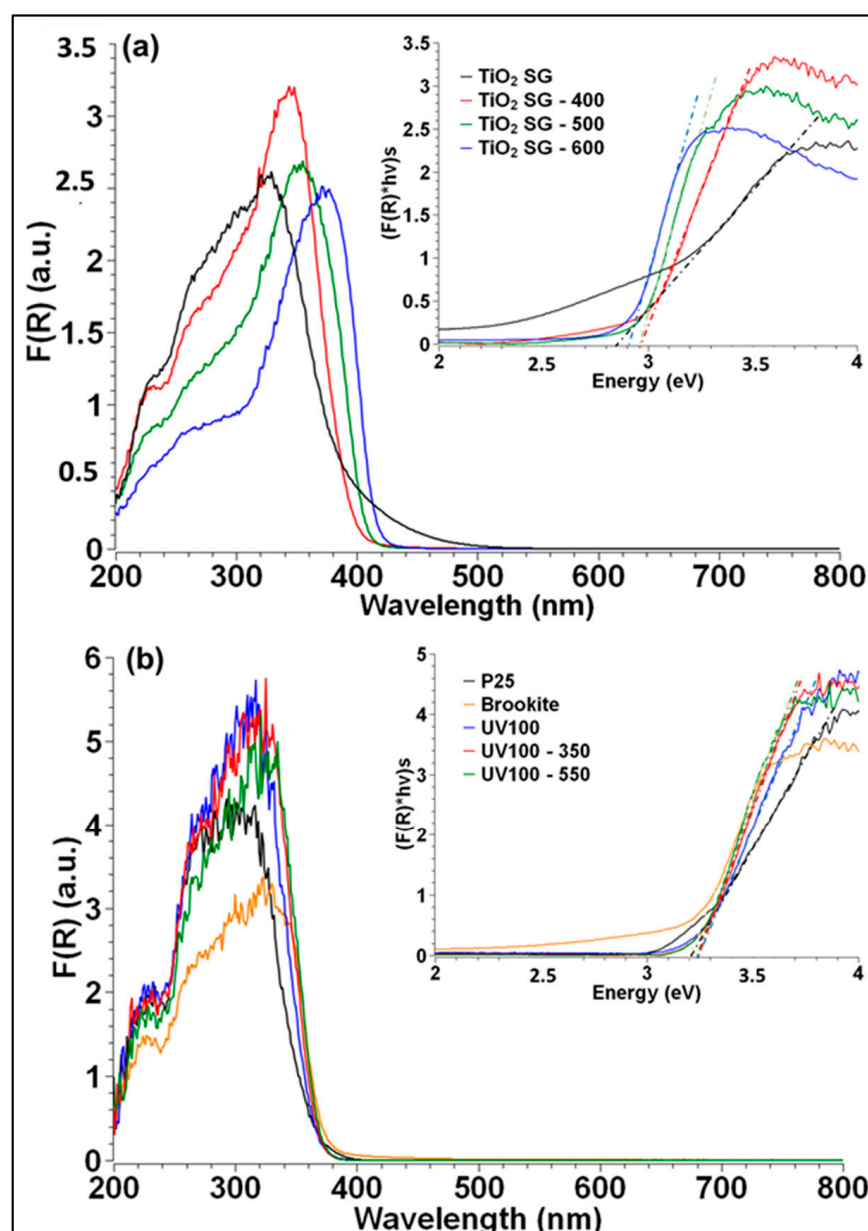 (a)
3.5
3
2.5
2
1.5
1
0.5
0
F(R) (a.u.)
200 300 400 500 600 700 800
Wavelength (nm)
3.5
3
2.5
2
1.5
1
0.5
0
(F(R)*hv)s
TiO₂ SG
TiO₂ SG - 400
TiO₂ SG - 500
TiO₂ SG - 600
2 2.5 3 3.5 4
Energy (eV)
(b)
6
5
4
3
2
1
0
F(R) (a.u.)
200 300 400 500 600 700 800
Wavelength (nm)
5
4
3
2
1
0
(F(R)*hv)s
P25
Brookite
UV100
UV100 - 350
UV100 - 550
2 2.5 3 3.5 4
Energy (eV)